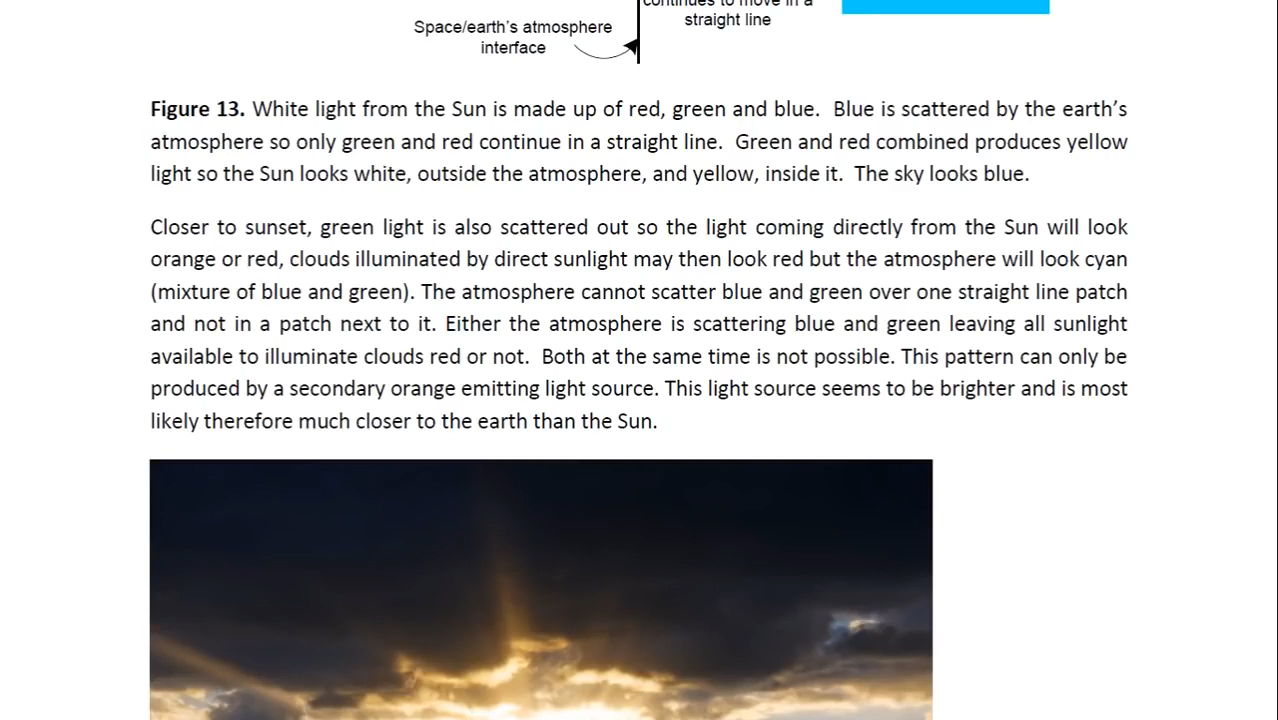 continues to move in a
straight line
Space/earth's atmosphere
interface
Figure 13. White light from the Sun is made up of red, green and blue.  Blue is scattered by the earth's
atmosphere so only green and red continue in a straight line.  Green and red combined produces yellow
light so the Sun looks white, outside the atmosphere, and yellow, inside it.  The sky looks blue.
Closer to sunset, green light is also scattered out so the light coming directly from the Sun will look
orange or red, clouds illuminated by direct sunlight may then look red but the atmosphere will look cyan
(mixture of blue and green). The atmosphere cannot scatter blue and green over one straight line patch
and not in a patch next to it. Either the atmosphere is scattering blue and green leaving all sunlight
available to illuminate clouds red or not.  Both at the same time is not possible. This pattern can only be
produced by a secondary orange emitting light source. This light source seems to be brighter and is most
likely therefore much closer to the earth than the Sun.